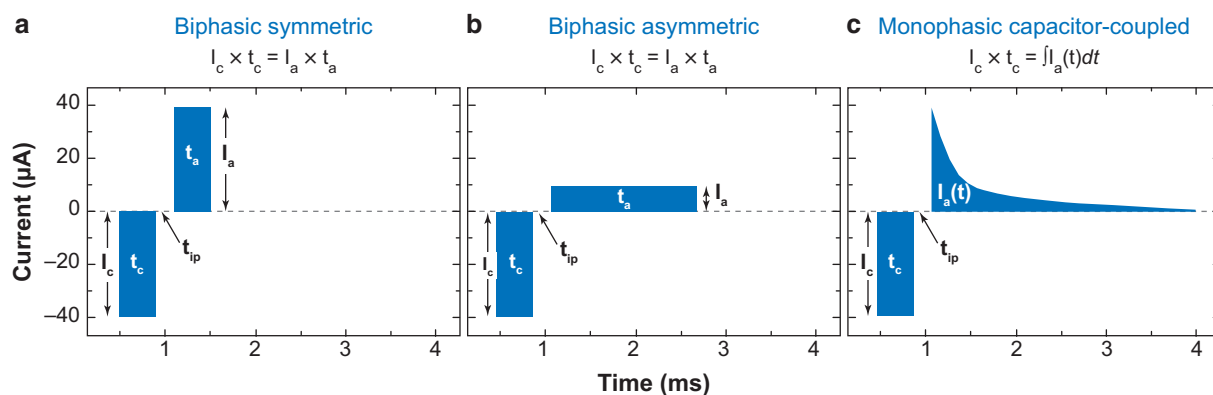 a Biphasic symmetric
I_c × t_c = I_a × t_a
b Biphasic asymmetric
I_c × t_c = I_a × t_a
c Monophasic capacitor-coupled
I_c × t_c = ∫I_a(t)dt
Current (µA)
40
20
0
–20
–40
t_a
I_a
I_c
t_c
t_ip
1 2 3 4
t_a
I_a
I_c
t_c
t_ip
1 2 3 4
I_a(t)
I_c
t_c
t_ip
1 2 3 4
Time (ms)